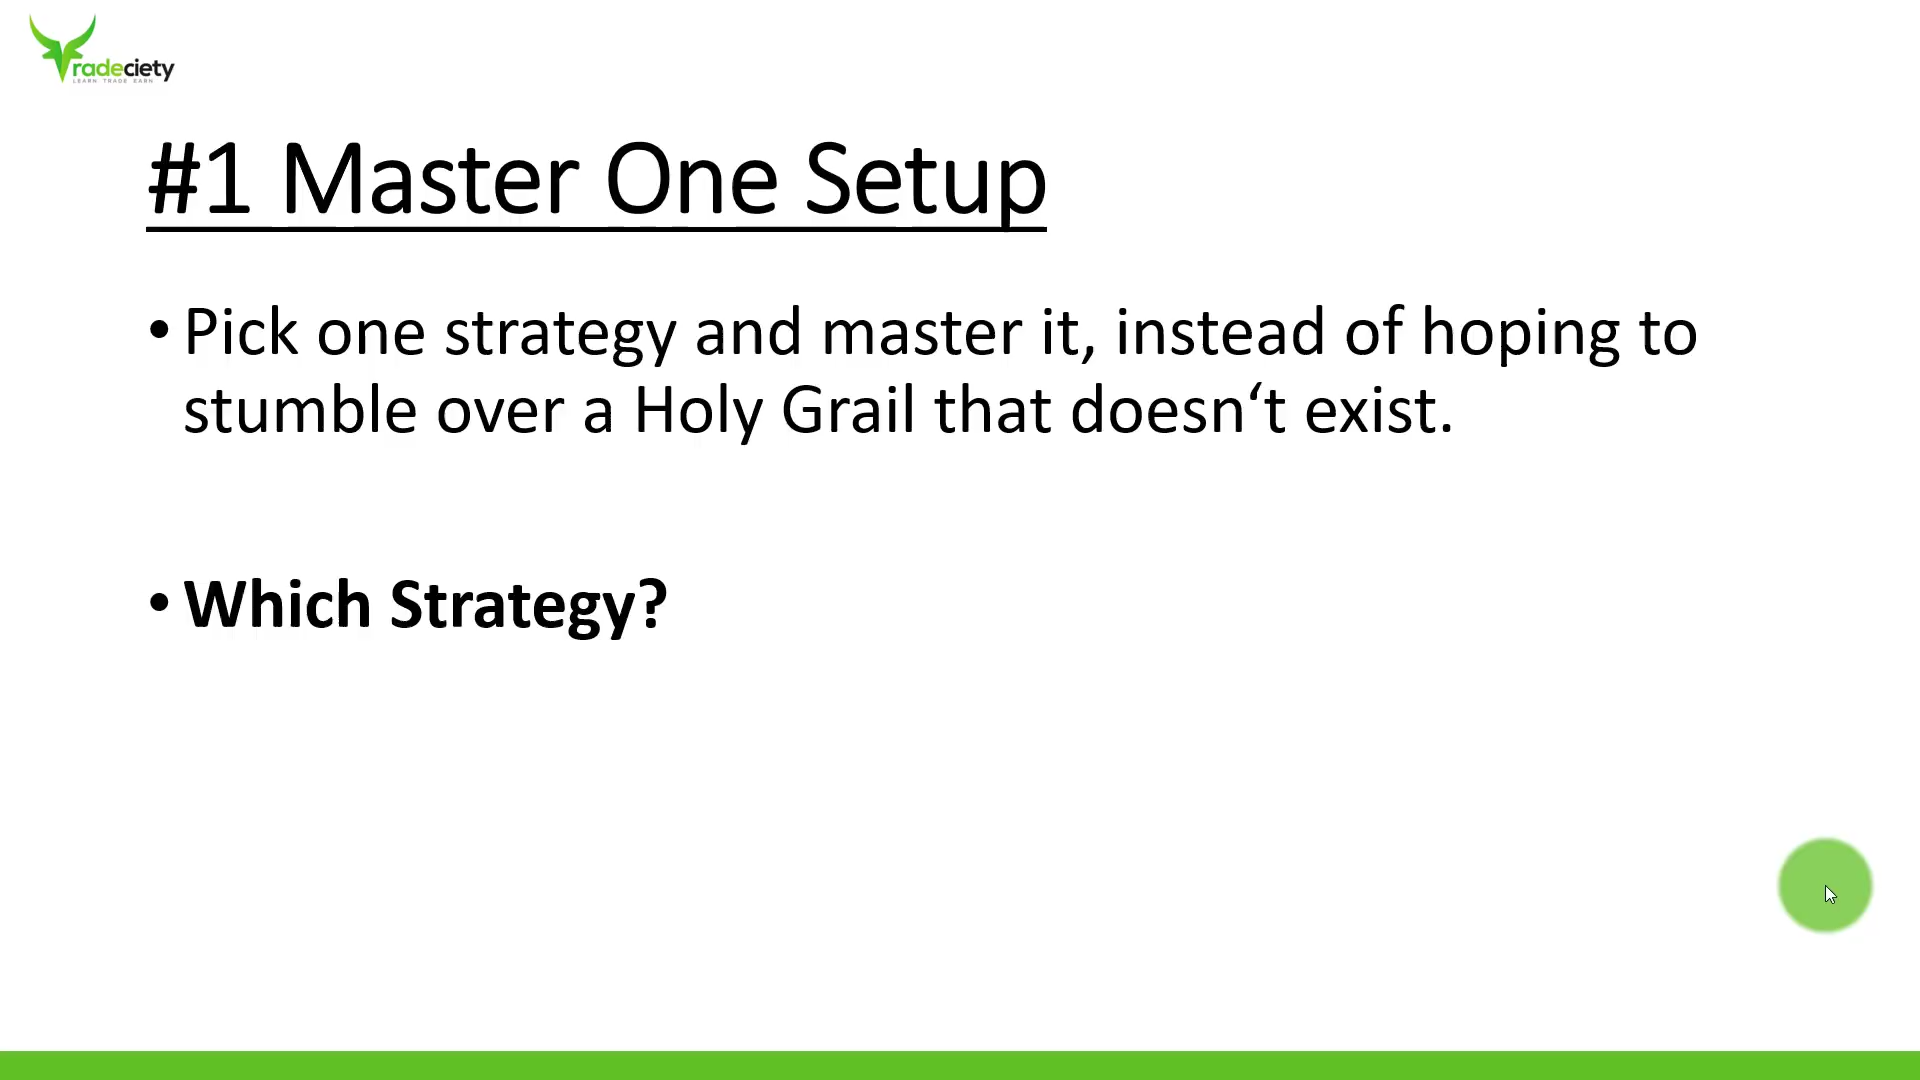 Tradeciety
LEARN TRADE EARN
#1 Master One Setup
• Pick one strategy and master it, instead of hoping to
stumble over a Holy Grail that doesn‘t exist.
• Which Strategy?